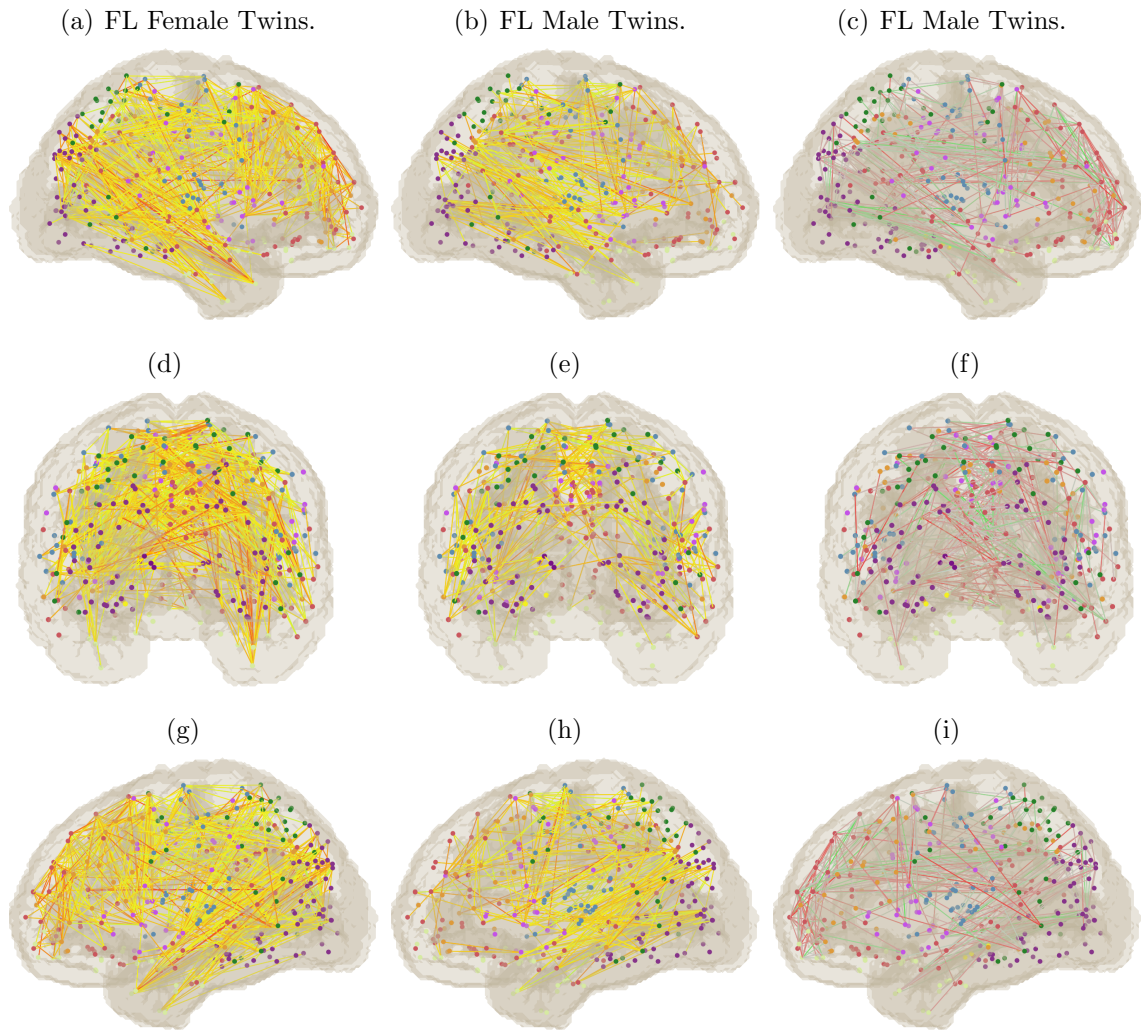 (a) FL Female Twins.
(b) FL Male Twins.
(c) FL Male Twins.
(d)
(e)
(f)
(g)
(h)
(i)